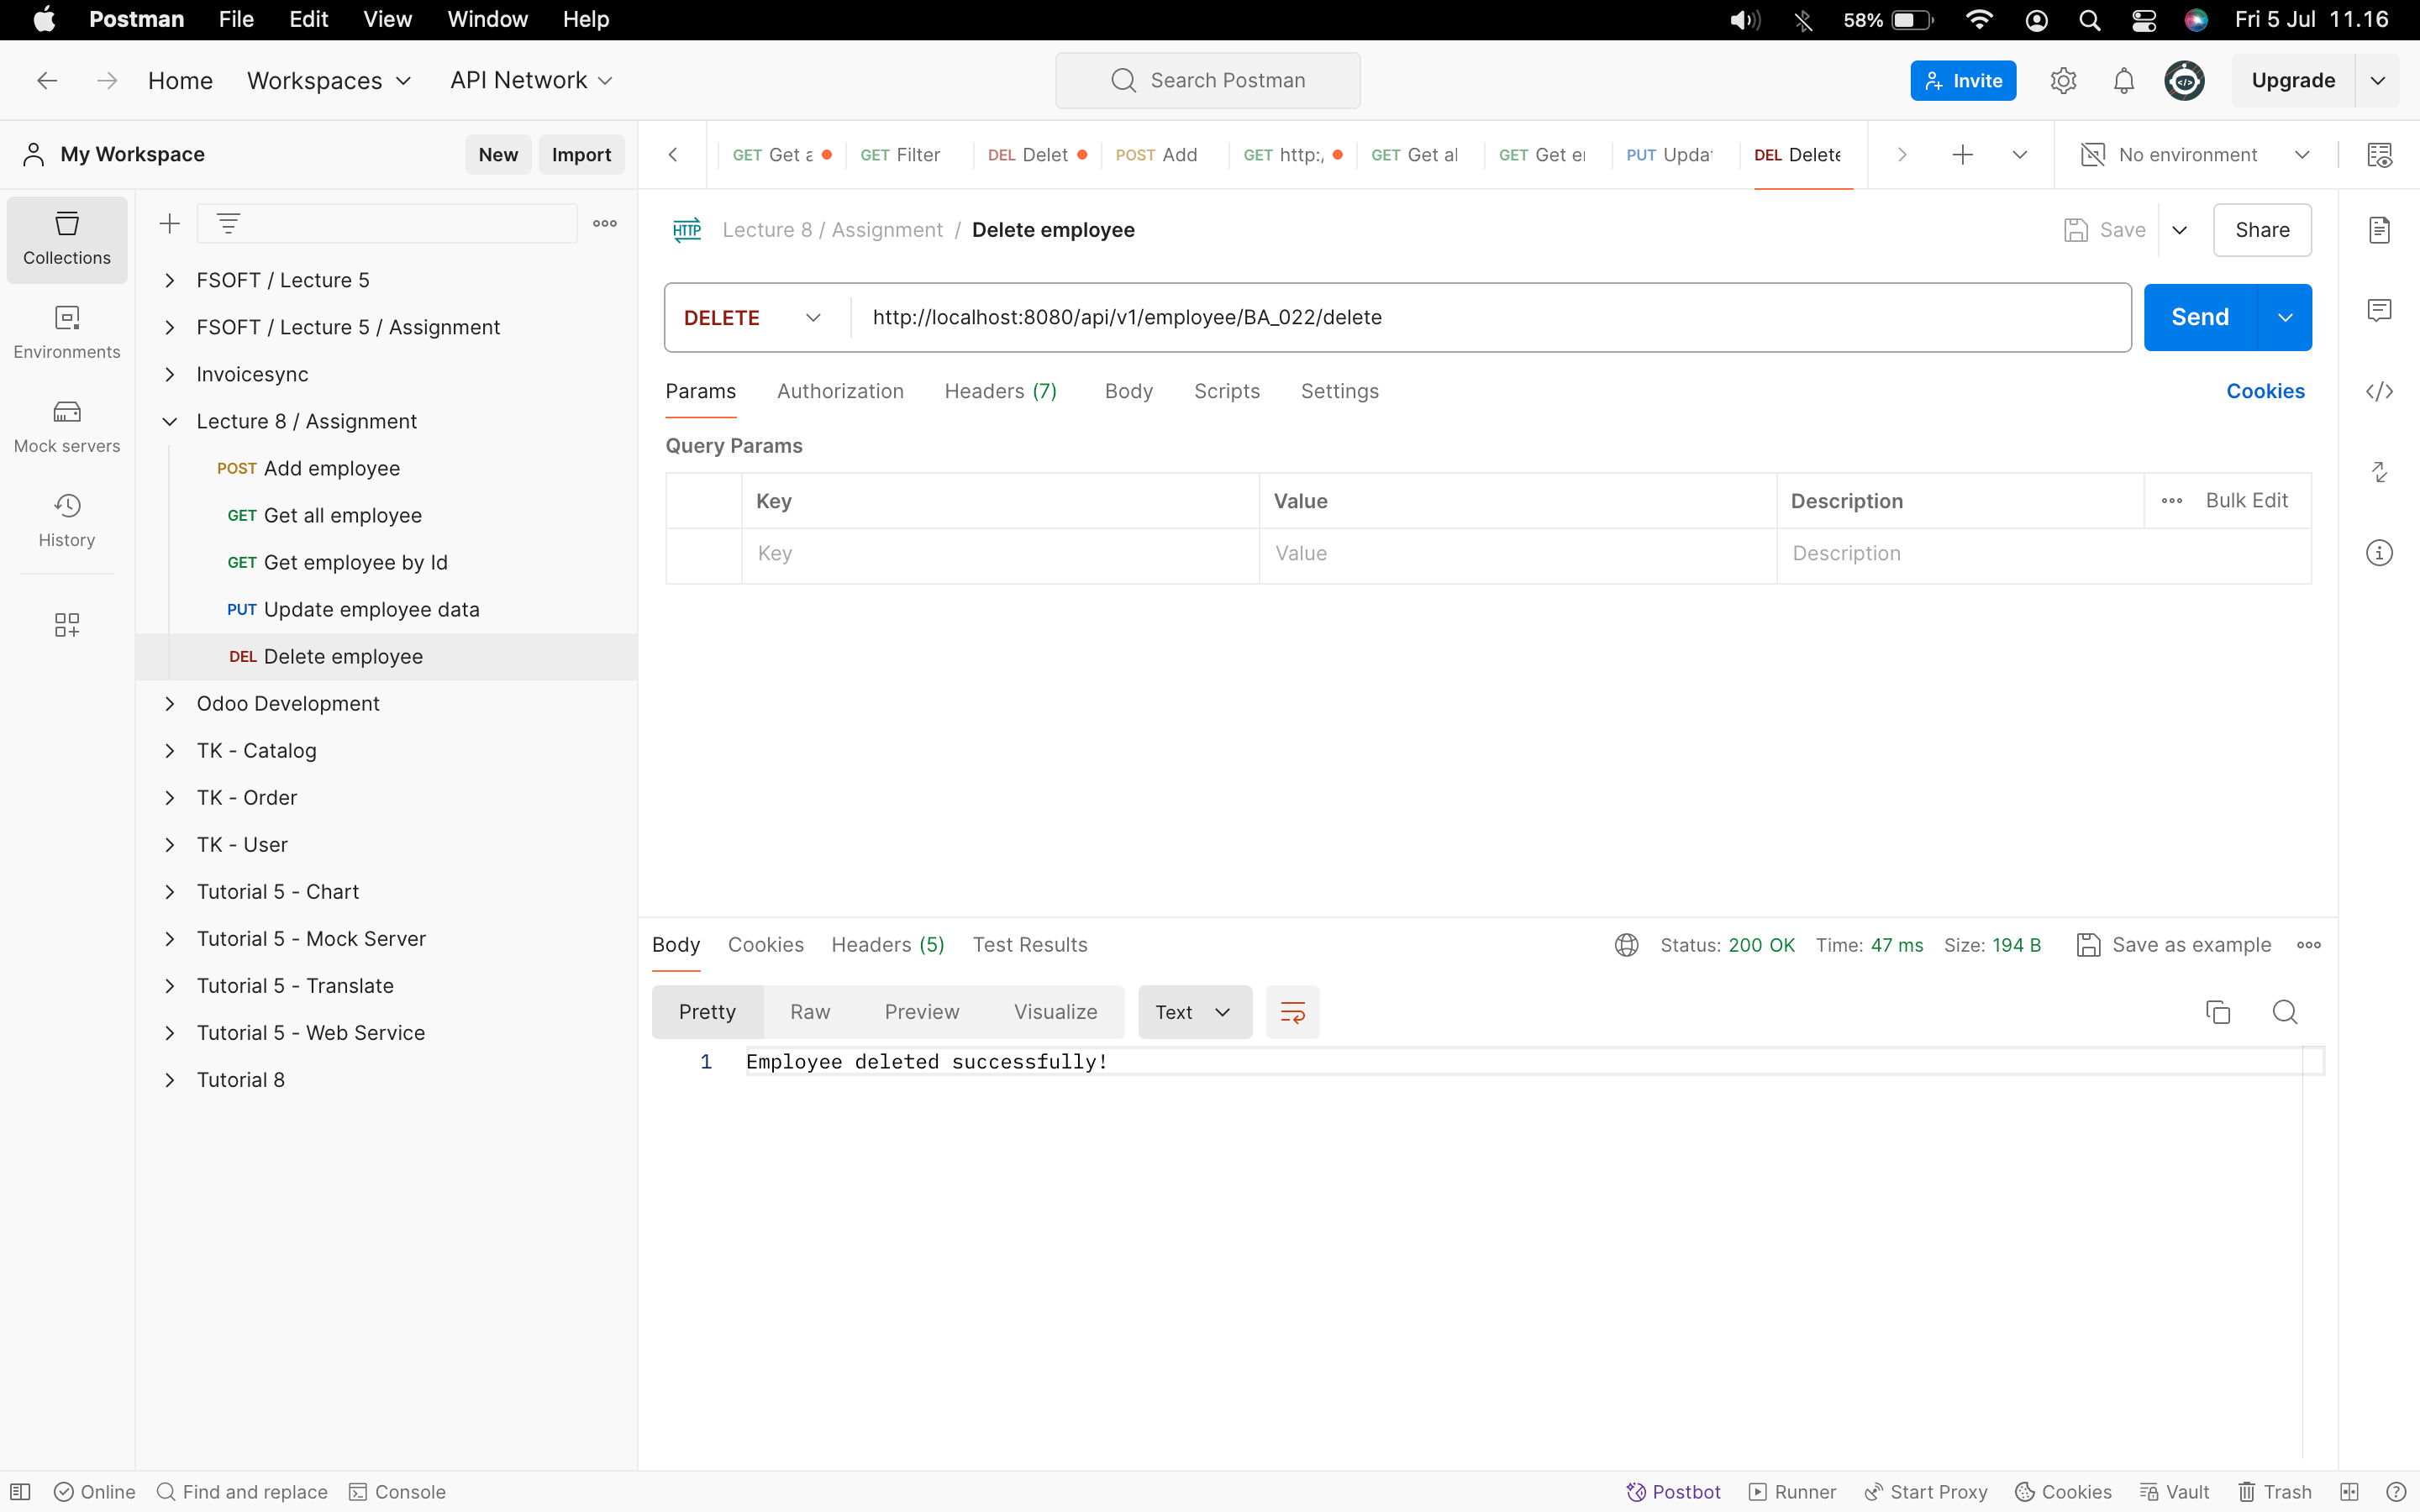 Postman File Edit View Window Help 58% Fri 5 Jul 11.16
Home Workspaces API Network Search Postman Invite Upgrade
My Workspace New Import GET Get a GET Filter DEL Delet POST Add GET http:/ GET Get al GET Get e PUT Updat DEL Delete No environment
Collections
Environments
Mock servers
History
FSOFT / Lecture 5
FSOFT / Lecture 5 / Assignment
Invoicesync
Lecture 8 / Assignment
POST Add employee
GET Get all employee
GET Get employee by Id
PUT Update employee data
DEL Delete employee
Odoo Development
TK - Catalog
TK - Order
TK - User
Tutorial 5 - Chart
Tutorial 5 - Mock Server
Tutorial 5 - Translate
Tutorial 5 - Web Service
Tutorial 8
HTTP Lecture 8 / Assignment / Delete employee Save Share
DELETE http://localhost:8080/api/v1/employee/BA_022/delete Send
Params Authorization Headers (7) Body Scripts Settings Cookies
Query Params
Key Value Description Bulk Edit
Key Value Description
Body Cookies Headers (5) Test Results Status: 200 OK Time: 47 ms Size: 194 B Save as example
Pretty Raw Preview Visualize Text
1 Employee deleted successfully!
Online Find and replace Console Postbot Runner Start Proxy Cookies Vault Trash